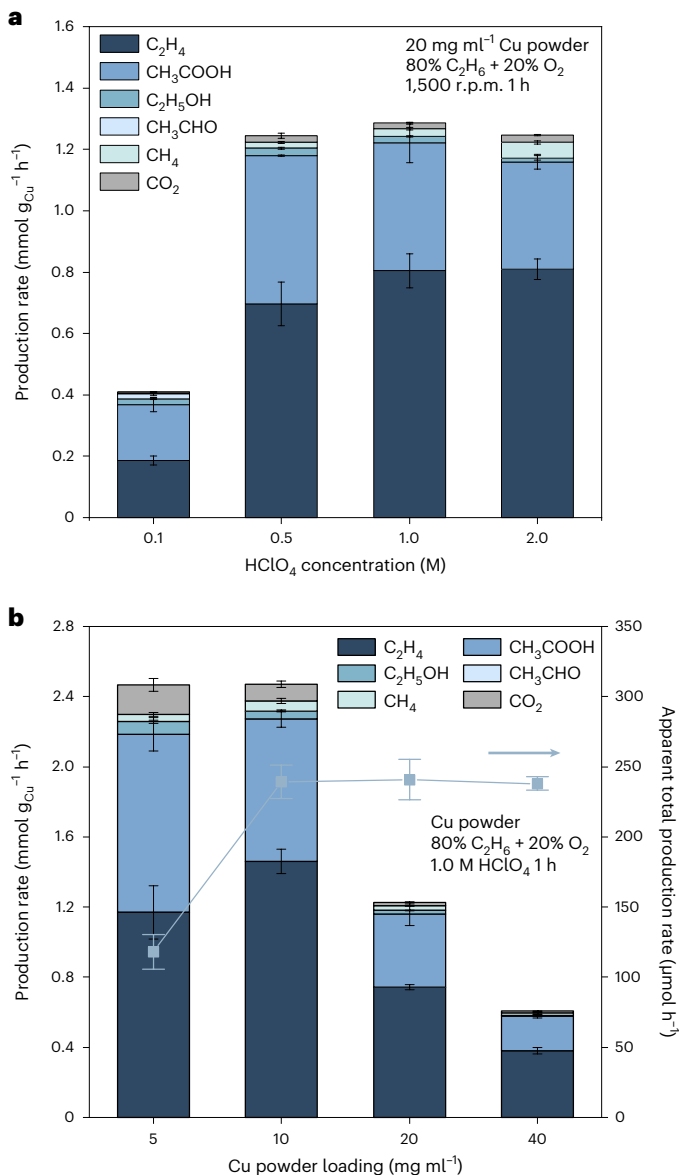 a
1.6
1.4
1.2
1.0
0.8
0.6
0.4
0.2
0
Production rate (mmol g_Cu⁻¹ h⁻¹)
C₂H₄
CH₃COOH
C₂H₅OH
CH₃CHO
CH₄
CO₂
20 mg ml⁻¹ Cu powder
80% C₂H₆ + 20% O₂
1,500 r.p.m. 1 h
0.1 0.5 1.0 2.0
HClO₄ concentration (M)
b
2.8
2.4
2.0
1.6
1.2
0.8
0.4
0
Production rate (mmol g_Cu⁻¹ h⁻¹)
C₂H₄ CH₃COOH
C₂H₅OH CH₃CHO
CH₄ CO₂
Cu powder
80% C₂H₆ + 20% O₂
1.0 M HClO₄ 1 h
350
300
250
200
150
100
50
0
Apparent total production
rate (μmol h⁻¹)
5 10 20 40
Cu powder loading (mg ml⁻¹)